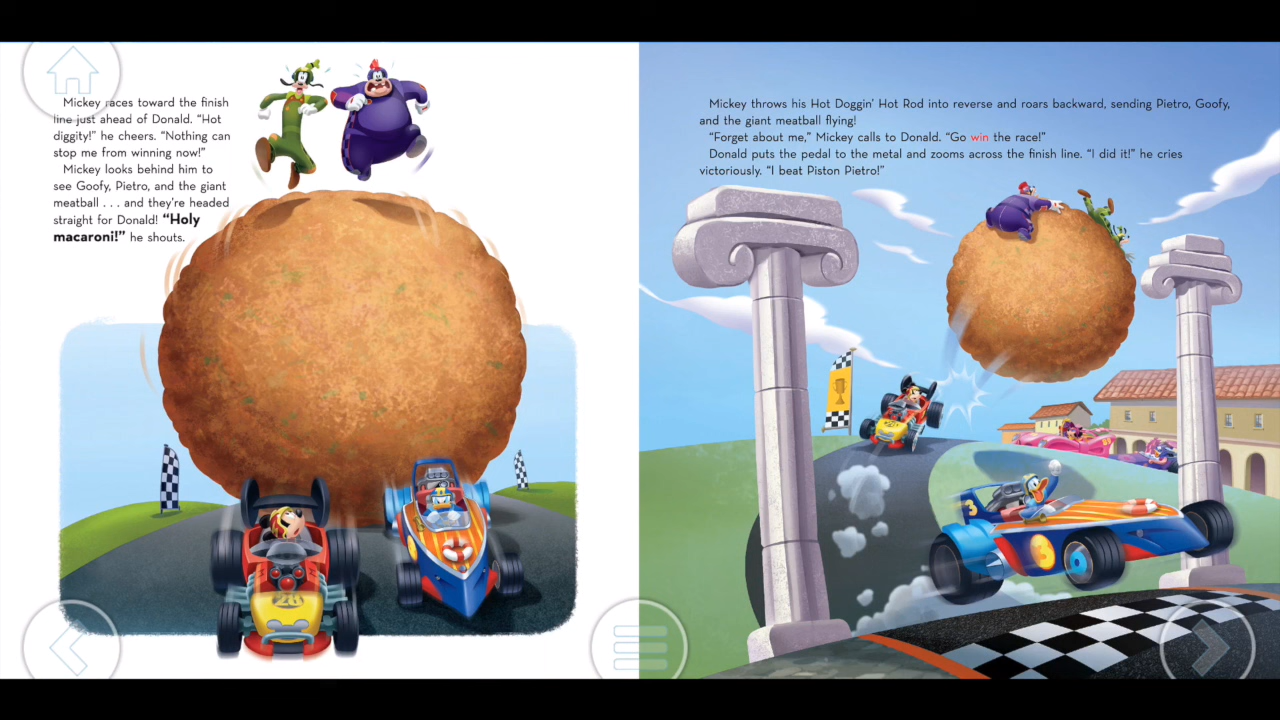 Mickey races toward the finish
line just ahead of Donald. “Hot
diggity!” he cheers. “Nothing can
stop me from winning now!”
Mickey looks behind him to
see Goofy, Pietro, and the giant
meatball . . . and they’re headed
straight for Donald! “Holy
macaroni!” he shouts.
Mickey throws his Hot Doggin’ Hot Rod into reverse and roars backward, sending Pietro, Goofy,
and the giant meatball flying!
“Forget about me,” Mickey calls to Donald. “Go win the race!”
Donald puts the pedal to the metal and zooms across the finish line. “I did it!” he cries
victoriously. “I beat Piston Pietro!”
28
3
3